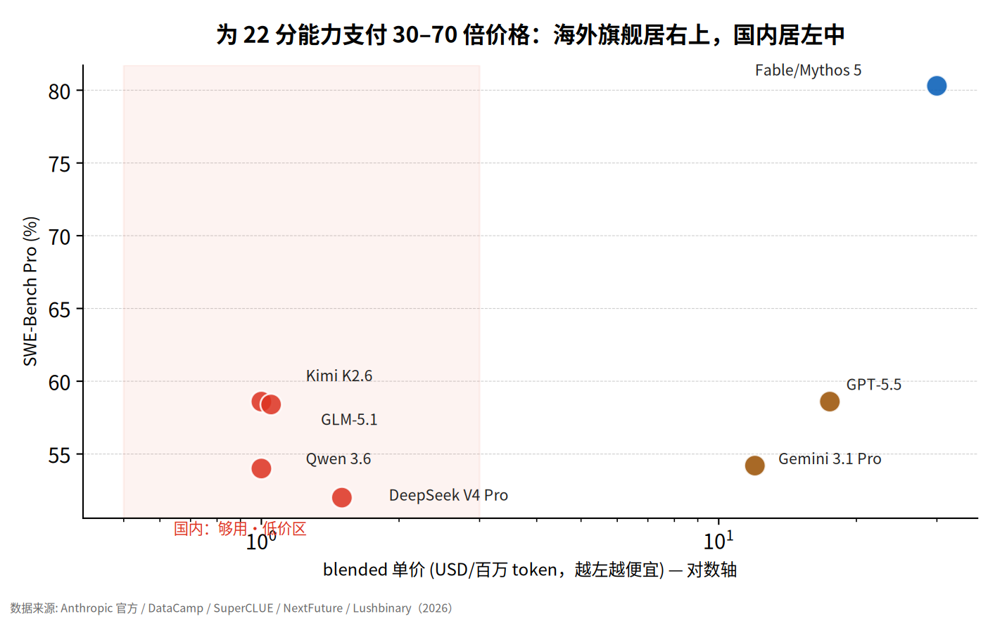 为 22 分能力支付 30–70 倍价格：海外旗舰居右上，国内居左中
Fable/Mythos 5
80
75
70
65
60
55
SWE-Bench Pro (%)
Kimi K2.6
GLM-5.1
Qwen 3.6
DeepSeek V4 Pro
GPT-5.5
Gemini 3.1 Pro
国内：够用·低价区
10⁰
10¹
blended 单价 (USD/百万 token，越左越便宜) — 对数轴
数据来源: Anthropic 官方 / DataCamp / SuperCLUE / NextFuture / Lushbinary（2026）